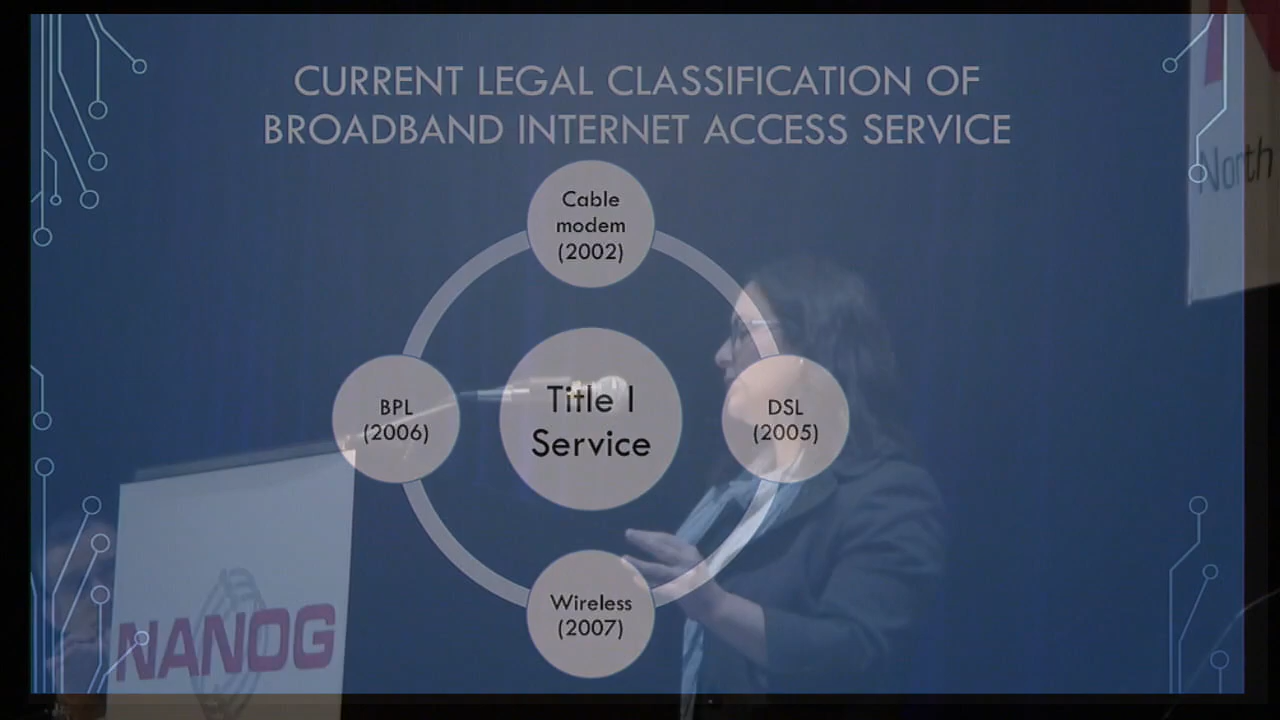 CURRENT LEGAL CLASSIFICATION OF
BROADBAND INTERNET ACCESS SERVICE
Cable
modem
(2002)
BPL
(2006)
Title I
Service
DSL
(2005)
Wireless
(2007)
NANOG
North